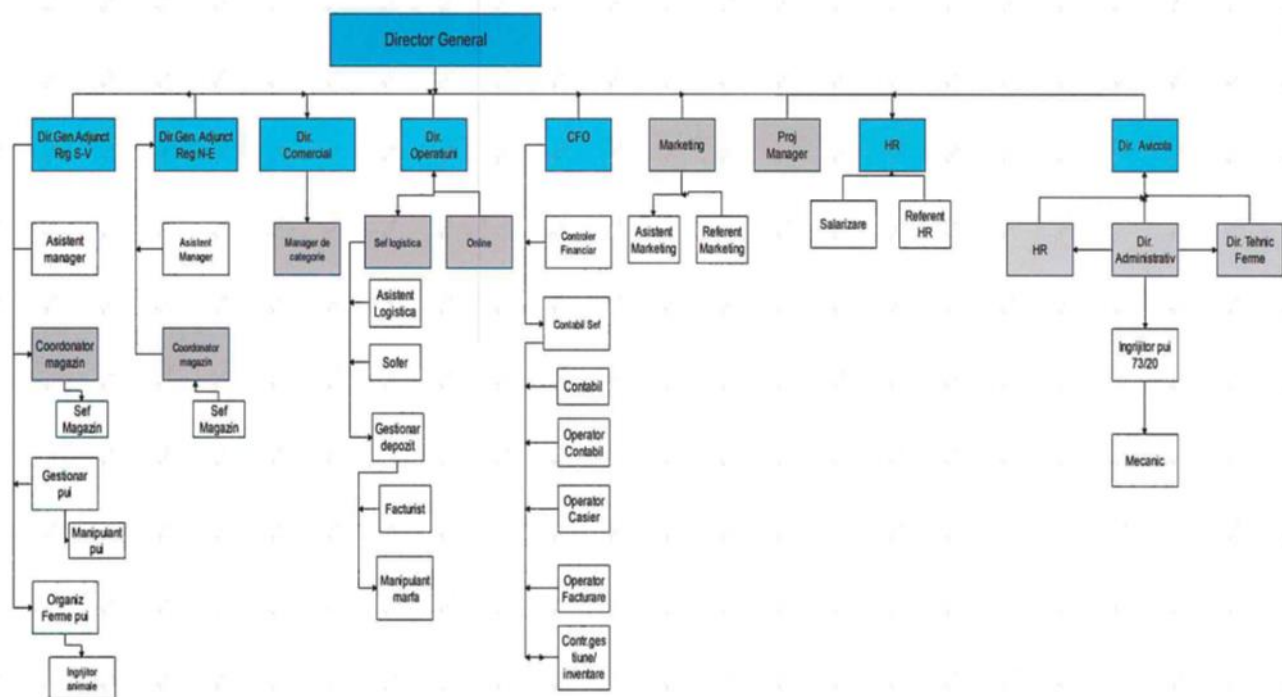 Director General
Dir.Gen.Adjunct
Rrg S-V
Dir.Gen. Adjunct
Reg N-E
Dir.
Comercial
Dir.
Operatiuni
CFO
Marketing
Proj
Manager
HR
Dir. Avicola
Asistent
manager
Asistent
Manager
Manager de
categorie
Sef logistica
Online
Controler
Financiar
Asistent
Marketing
Referent
Marketing
Salarizare
Referent
HR
HR
Dir.
Administrativ
Dir. Tehnic
Ferme
Asistent
Logistica
Contabil Sef
Coordonator
magazin
Coordonator
magazin
Sofer
Ingrijitor pui
73/20
Sef
Magazin
Sef
Magazin
Contabil
Gestionar
depozit
Operator
Contabil
Mecanic
Gestionar
pui
Facturist
Operator
Casier
Manipulant
pui
Manipulant
marfa
Operator
Facturare
Organiz
Ferme pui
Contr.ges
tiune/
inventare
Ingrijitor
animale